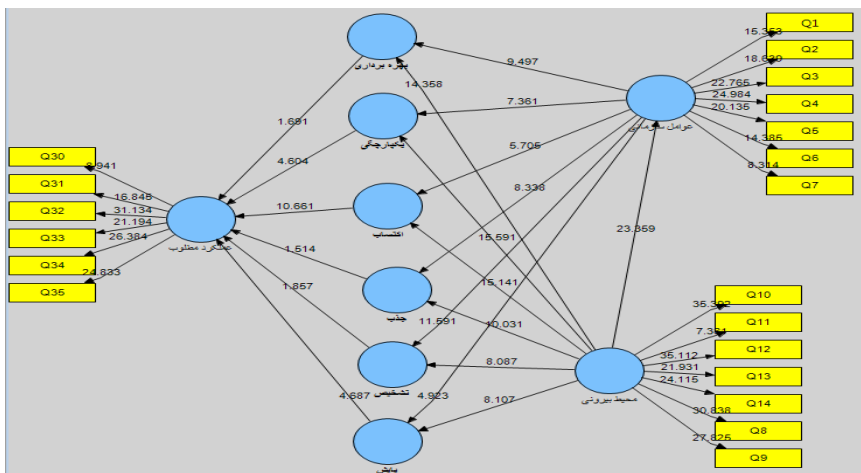 Q1
15.353
Q2
18.639
بهره برداری
9.497
22.765
Q3
14.358
24.984
Q4
20.135
7.361
Q5
عوامل سازمانی
1.691
یکپارچگی
14.385
Q6
5.705
4.604
8.314
Q7
Q30
8.941
8.338
Q31
16.848
10.661
اکتساب
Q32
31.134
Q33
21.194
23.359
26.384
عملکرد مطلوب
15.591
Q34
1.514
24.833
15.141
Q35
35.392
Q10
1.857
جذب
11.591
10.031
7.351
Q11
35.112
Q12
8.087
21.931
Q13
24.115
تشخیص
4.687
4.923
8.107
محیط بیرونی
Q14
30.838
Q8
27.825
Q9
پایش